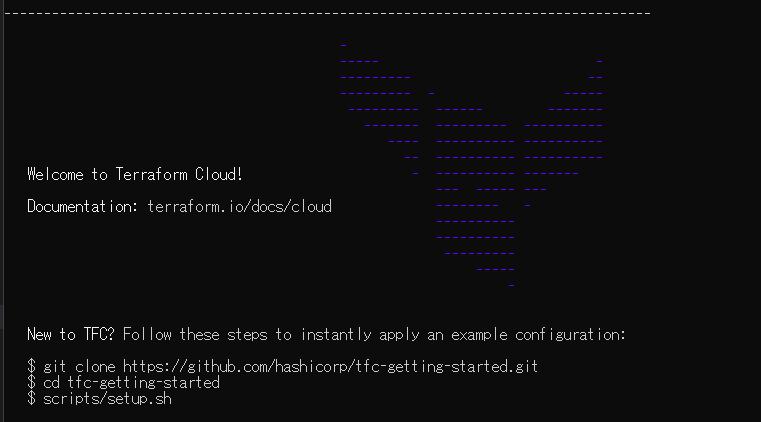 Welcome to Terraform Cloud!
Documentation: terraform.io/docs/cloud
New to TFC? Follow these steps to instantly apply an example configuration:
$ git clone https://github.com/hashicorp/tfc-getting-started.git
$ cd tfc-getting-started
$ scripts/setup.sh